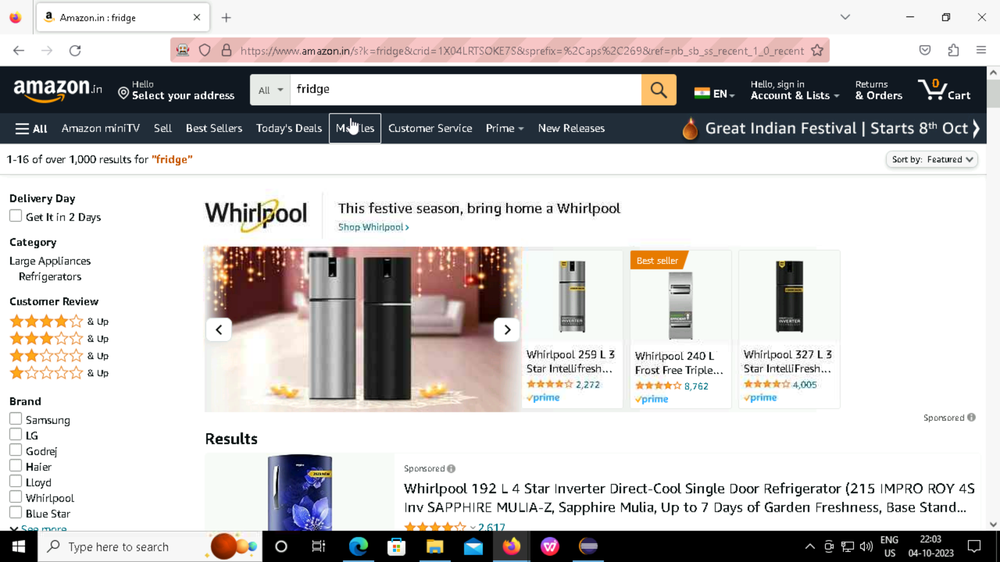 Amazon.in : fridge
https://www.amazon.in/s?k=fridge&crid=1X04LRTSOKE7S&sprefix=%2Caps%2C269&ref=nb_sb_ss_recent_1_0_recent
amazon.in
Hello
Select your address
All
fridge
EN
Hello, sign in
Account & Lists
Returns
& Orders
0
Cart
All
Amazon miniTV
Sell
Best Sellers
Today's Deals
Customer Service
Prime
New Releases
Great Indian Festival | Starts 8th Oct
1-16 of over 1,000 results for "fridge"
Sort by: Featured
Delivery Day
Get It in 2 Days
Category
Large Appliances
Refrigerators
Customer Review
& Up
& Up
& Up
& Up
Brand
Samsung
LG
Godrej
Haier
Lloyd
Whirlpool
Blue Star
See more
Whirlpool
This festive season, bring home a Whirlpool
Shop Whirlpool
INVERTER
Whirlpool 259 L 3
Star Intellifresh...
2,272
prime
Best seller
EFFICIENT
Whirlpool 240 L
Frost Free Triple...
8,762
prime
INVERTER
Whirlpool 327 L 3
Star IntelliFresh...
4,005
prime
Sponsored
Results
2023 NEW
Sponsored
Whirlpool 192 L 4 Star Inverter Direct-Cool Single Door Refrigerator (215 IMPRO ROY 4S
Inv SAPPHIRE MULIA-Z, Sapphire Mulia, Up to 7 Days of Garden Freshness, Base Stand...
2,617
Type here to search
ENG
US
22:03
04-10-2023